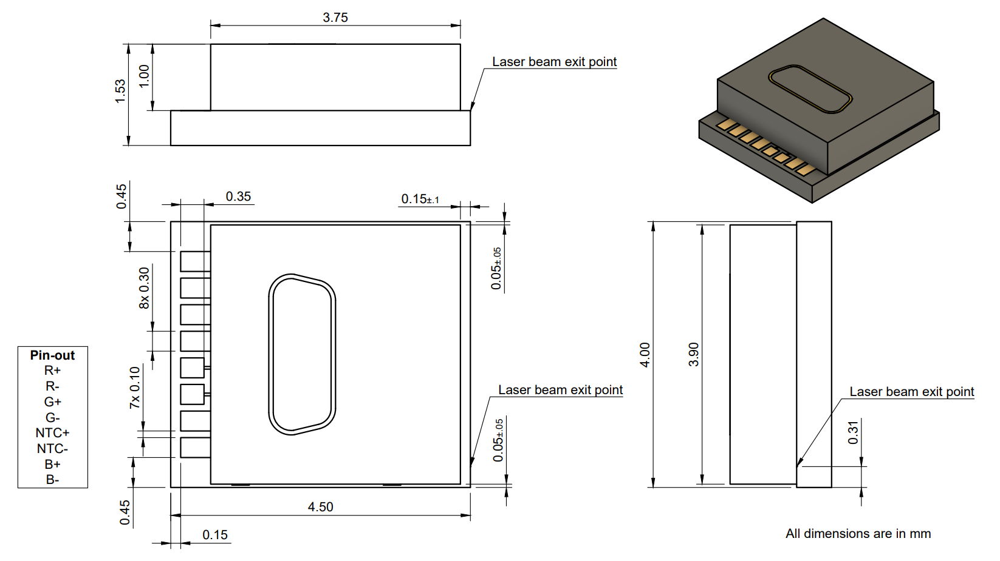 3.75
Laser beam exit point
1.00
1.53
0.45
0.35
0.15±.1
0.05±.05
8x 0.30
4.00
3.90
Pin-out
R+
R-
G+
G-
NTC+
NTC-
B+
B-
7x 0.10
Laser beam exit point
Laser beam exit point
0.05±.05
0.31
0.45
4.50
0.15
All dimensions are in mm